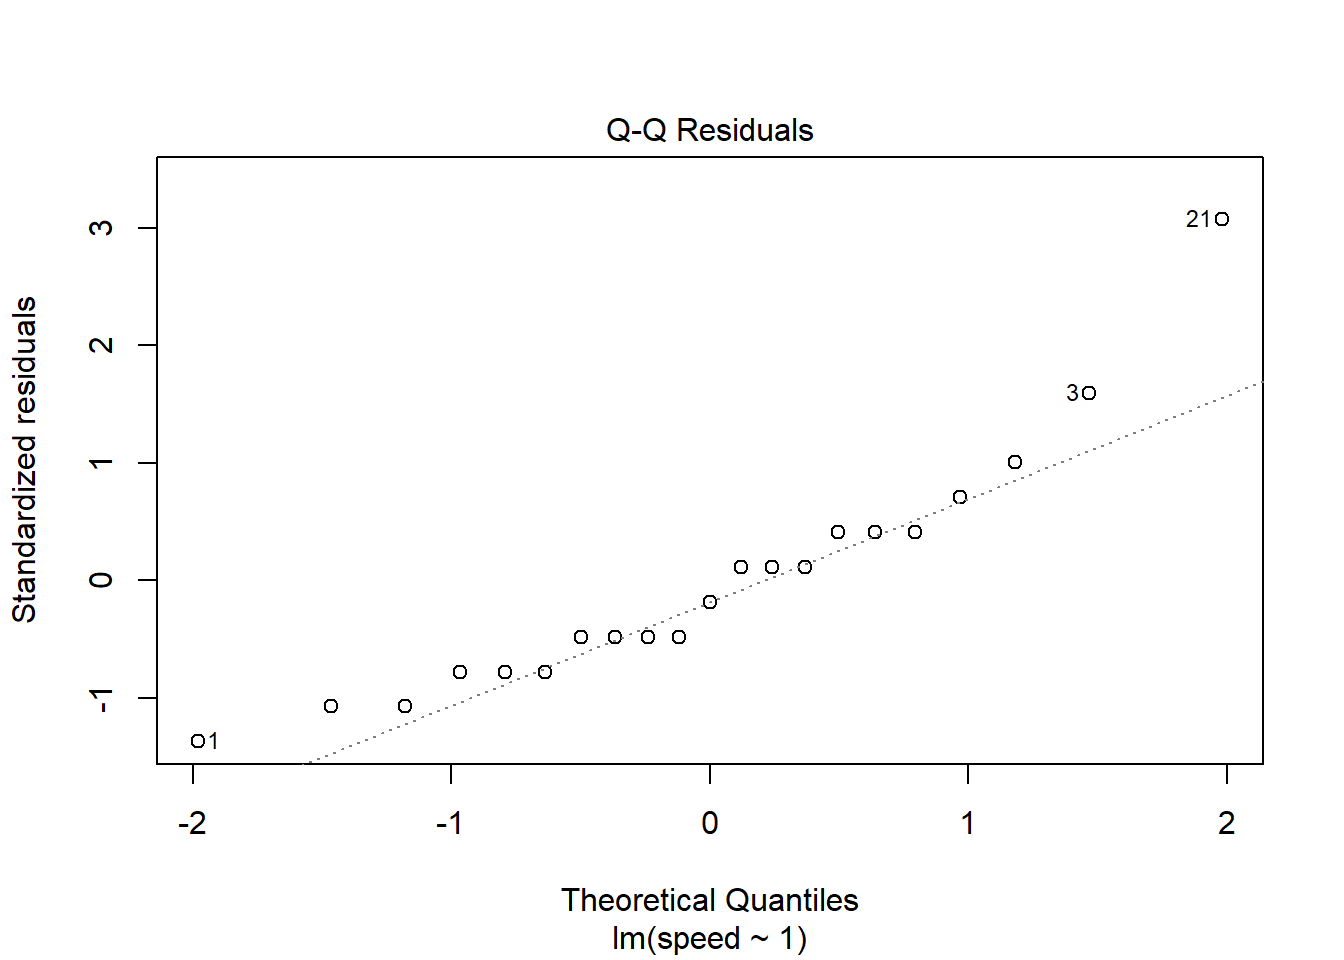 Q-Q Residuals
Standardized residuals
3
2
1
0
-1
21
3
1
-2 -1 0 1 2
Theoretical Quantiles
lm(speed ~ 1)